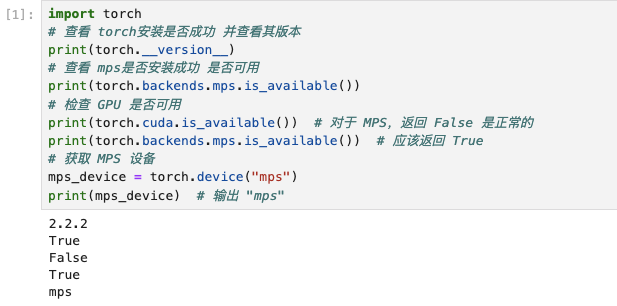 [1]: import torch
# 查看 torch安装是否成功 并查看其版本
print(torch.__version__)
# 查看 mps是否安装成功 是否可用
print(torch.backends.mps.is_available())
# 检查 GPU 是否可用
print(torch.cuda.is_available())  # 对于 MPS, 返回 False 是正常的
print(torch.backends.mps.is_available())  # 应该返回 True
# 获取 MPS 设备
mps_device = torch.device("mps")
print(mps_device)  # 输出 "mps"
2.2.2
True
False
True
mps